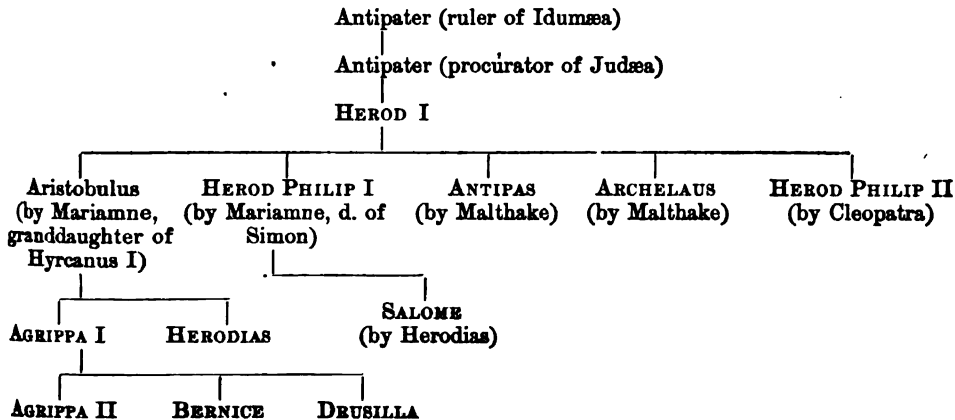 Antipater (ruler of Idumæa)
Antipater (procurator of Judæa)
HEROD I
Aristobulus
(by Mariamne,
granddaughter of
Hyrcanus I)
HEROD PHILIP I
(by Mariamne, d. of
Simon)
ANTIPAS
(by Malthake)
ARCHELAUS
(by Malthake)
HEROD PHILIP II
(by Cleopatra)
AGRIPPA I
HERODIAS
SALOME
(by Herodias)
AGRIPPA II
BERNICE
DRUSILLA